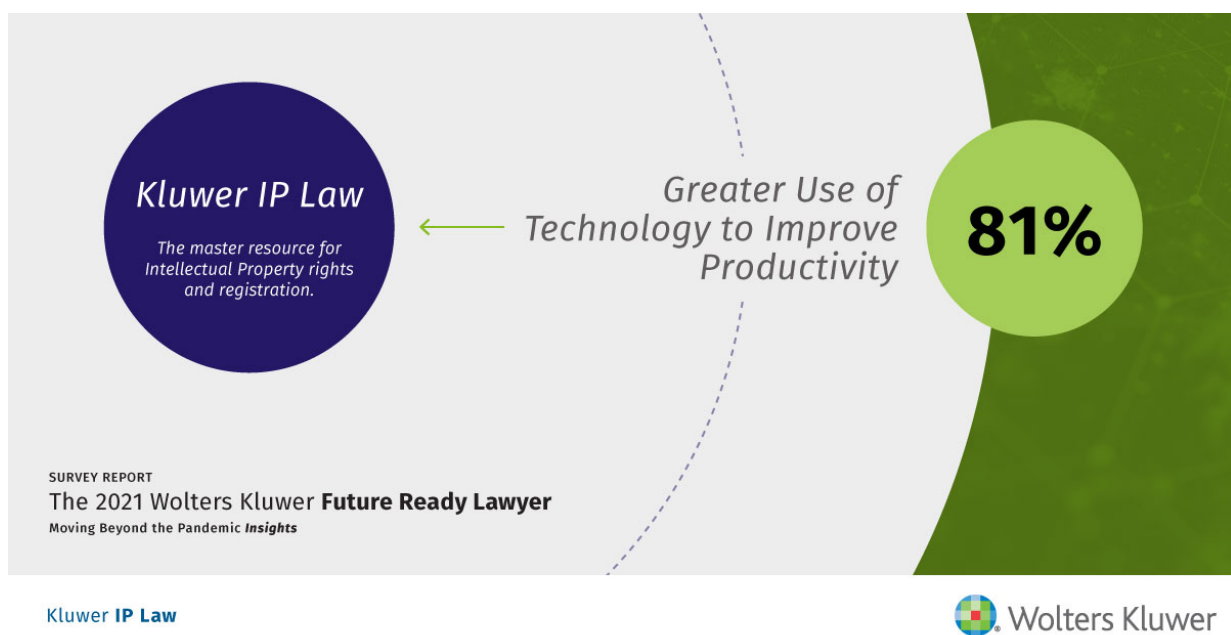 Kluwer IP Law
The master resource for
Intellectual Property rights
and registration.
Greater Use of
Technology to Improve
Productivity
81%
SURVEY REPORT
The 2021 Wolters Kluwer Future Ready Lawyer
Moving Beyond the Pandemic Insights
Kluwer IP Law
Wolters Kluwer